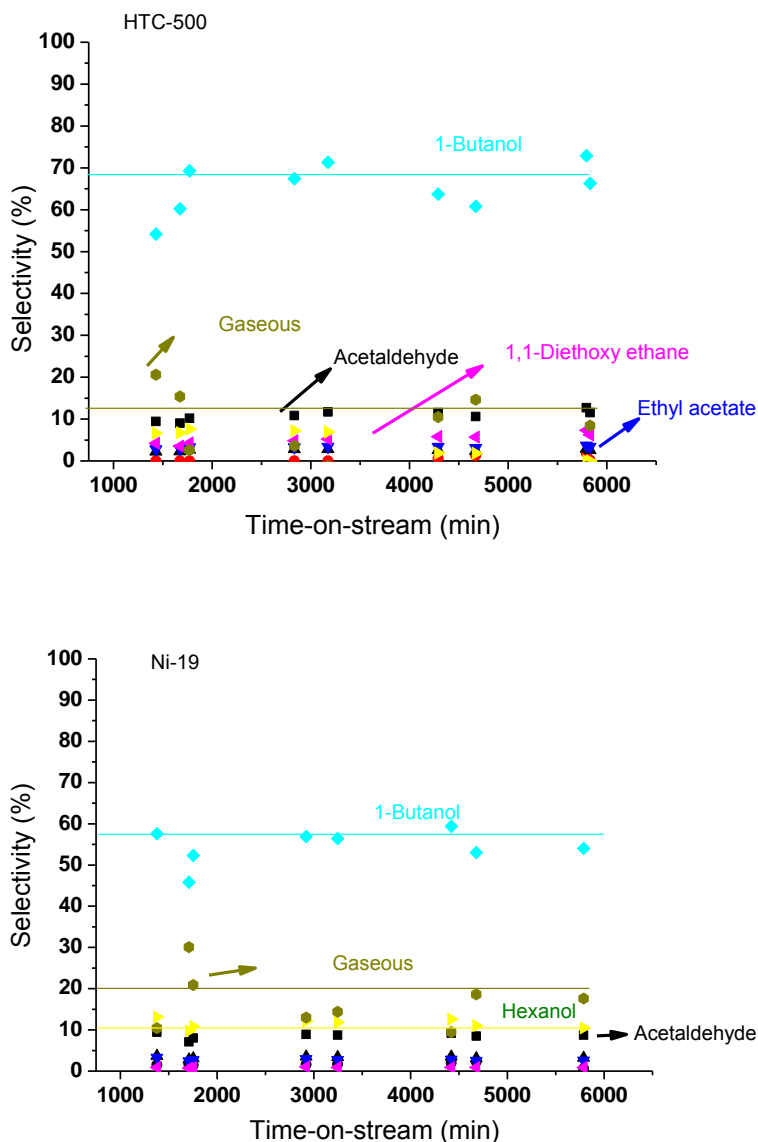 HTC-500
100
90
80
70
60
50
40
30
20
10
0
Selectivity (%)
1-Butanol
Gaseous
Acetaldehyde
1,1-Diethoxy ethane
Ethyl acetate
1000 2000 3000 4000 5000 6000
Time-on-stream (min)
Ni-19
100
90
80
70
60
50
40
30
20
10
0
Selectivity (%)
1-Butanol
Gaseous
Hexanol
Acetaldehyde
1000 2000 3000 4000 5000 6000
Time-on-stream (min)